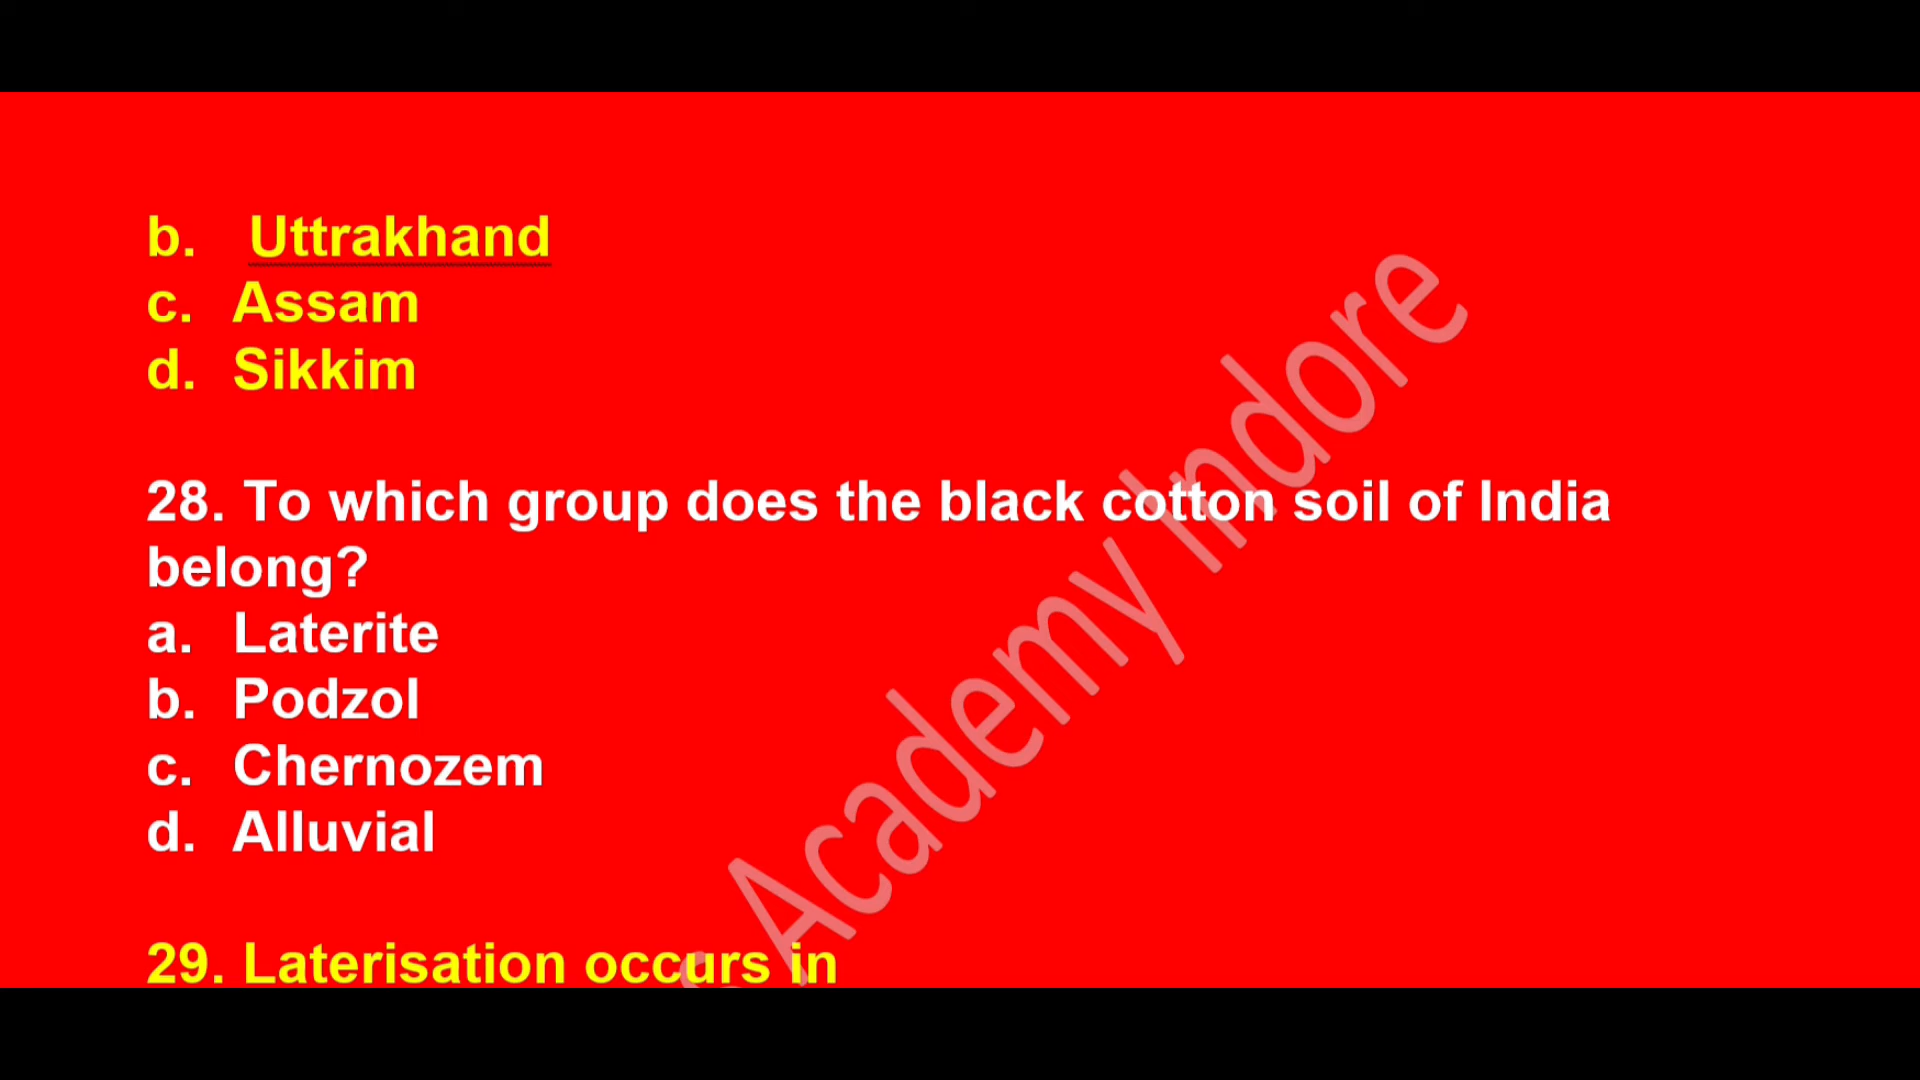 b. Uttrakhand
c. Assam
d. Sikkim
28. To which group does the black cotton soil of India
belong?
a. Laterite
b. Podzol
c. Chernozem
d. Alluvial
29. Laterisation occurs in
Academy Indore